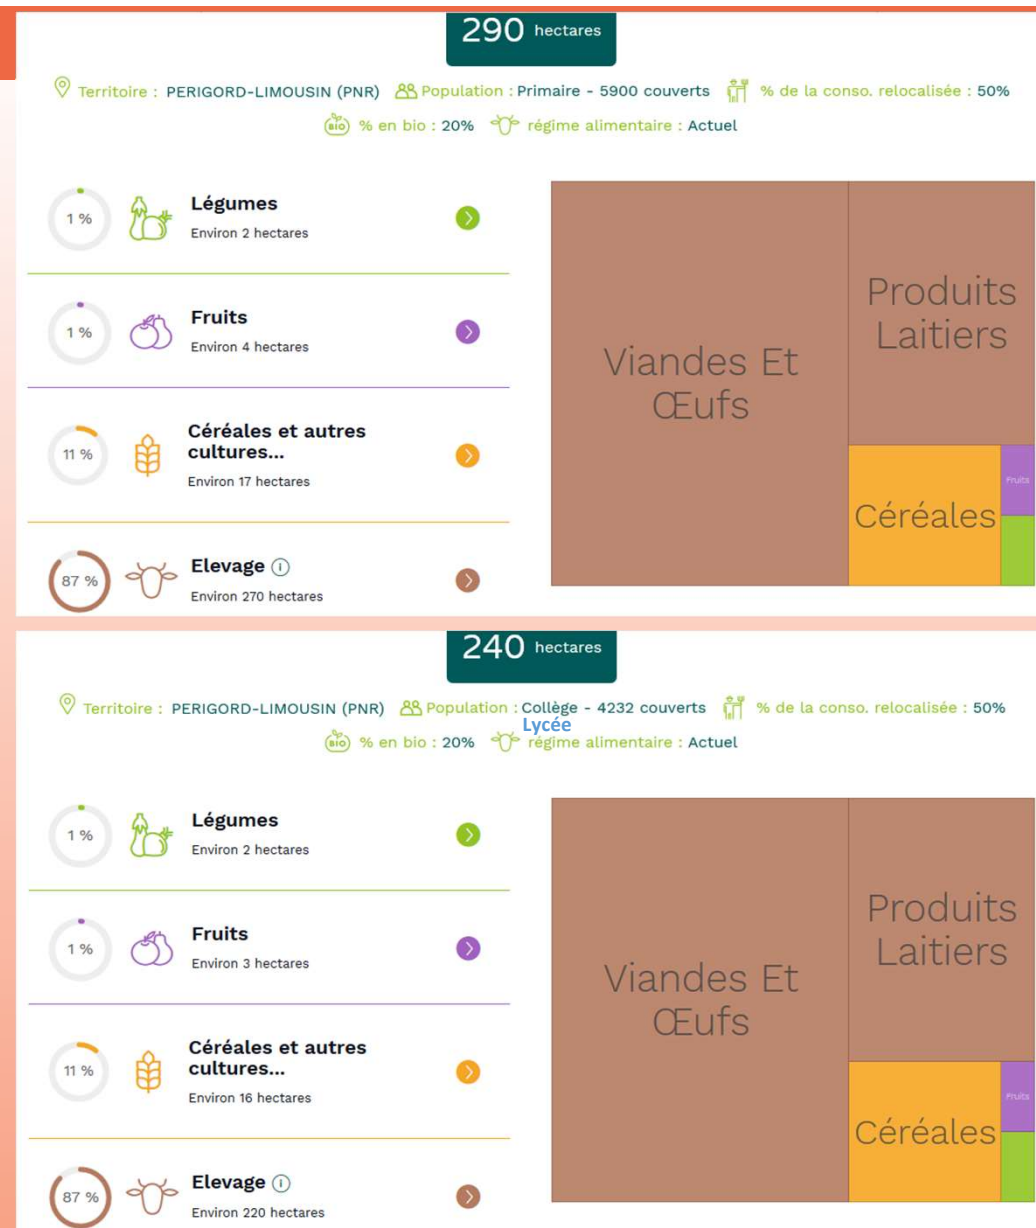 290 hectares
Territoire : PERIGORD-LIMOUSIN (PNR) Population : Primaire - 5900 couverts % de la conso. relocalisée : 50%
BIO % en bio : 20% régime alimentaire : Actuel
1 %
Légumes
Environ 2 hectares
1 %
Fruits
Environ 4 hectares
11 %
Céréales et autres
cultures...
Environ 17 hectares
87 %
Elevage i
Environ 270 hectares
Viandes Et
Œufs
Produits
Laitiers
Céréales
Fruits
240 hectares
Territoire : PERIGORD-LIMOUSIN (PNR) Population : Collège - 4232 couverts % de la conso. relocalisée : 50%
Lycée
BIO % en bio : 20% régime alimentaire : Actuel
1 %
Légumes
Environ 2 hectares
1 %
Fruits
Environ 3 hectares
11 %
Céréales et autres
cultures...
Environ 16 hectares
87 %
Elevage i
Environ 220 hectares
Viandes Et
Œufs
Produits
Laitiers
Céréales
Fruits